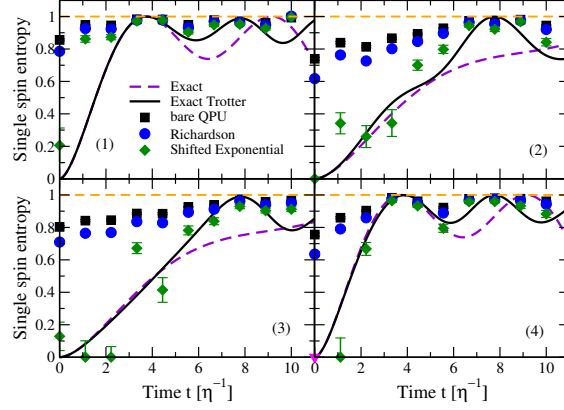 Single spin entropy
1
0.8
0.6
0.4
0.2
0
Exact
Exact Trotter
bare QPU
Richardson
Shifted Exponential
(1)
(2)
Single spin entropy
1
0.8
0.6
0.4
0.2
0
(3)
(4)
0 2 4 6 8 10
0 2 4 6 8 10
Time t [η⁻¹]
Time t [η⁻¹]